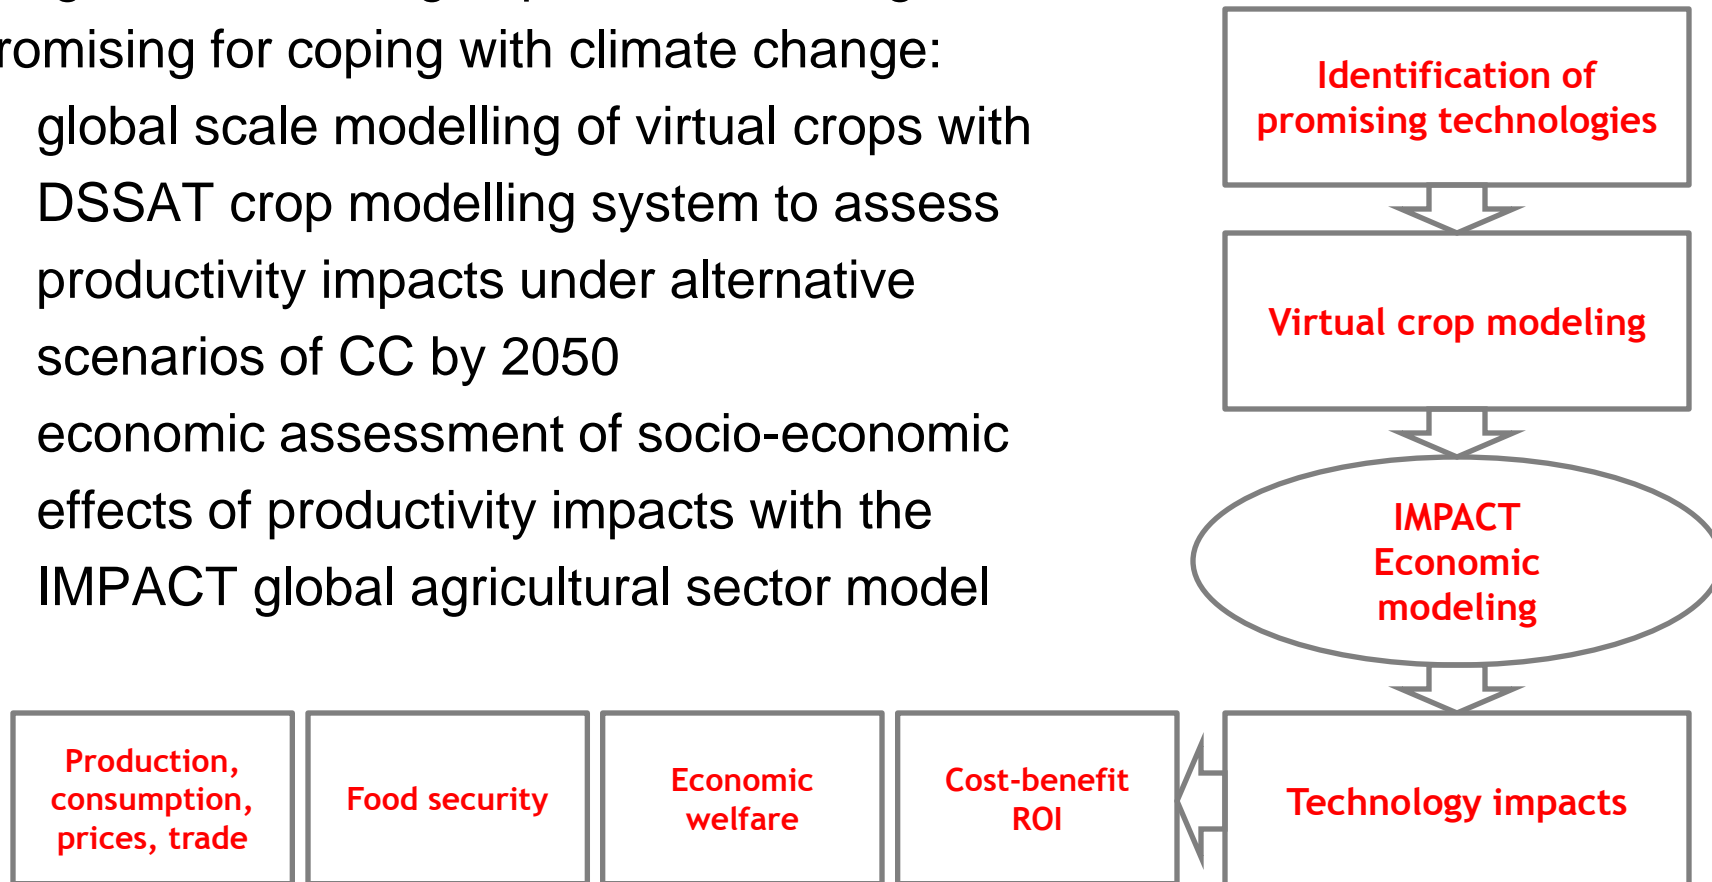 romising for coping with climate change:
global scale modelling of virtual crops with
DSSAT crop modelling system to assess
productivity impacts under alternative
scenarios of CC by 2050
economic assessment of socio-economic
effects of productivity impacts with the
IMPACT global agricultural sector model
Identification of
promising technologies
Virtual crop modeling
IMPACT
Economic
modeling
Technology impacts
Production,
consumption,
prices, trade
Food security
Economic
welfare
Cost-benefit
ROI